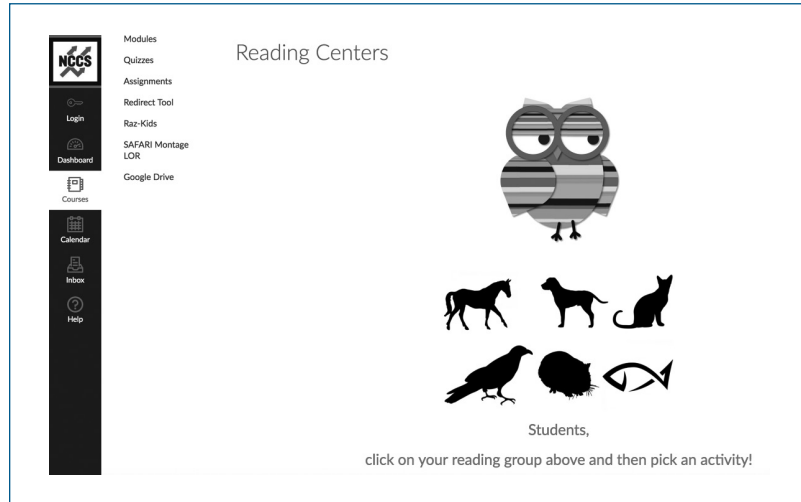 NCCS
Login
Dashboard
Courses
Calendar
Inbox
Help
Modules
Quizzes
Assignments
Redirect Tool
Raz-Kids
SAFARI Montage
LOR
Google Drive
Reading Centers
Students,
click on your reading group above and then pick an activity!